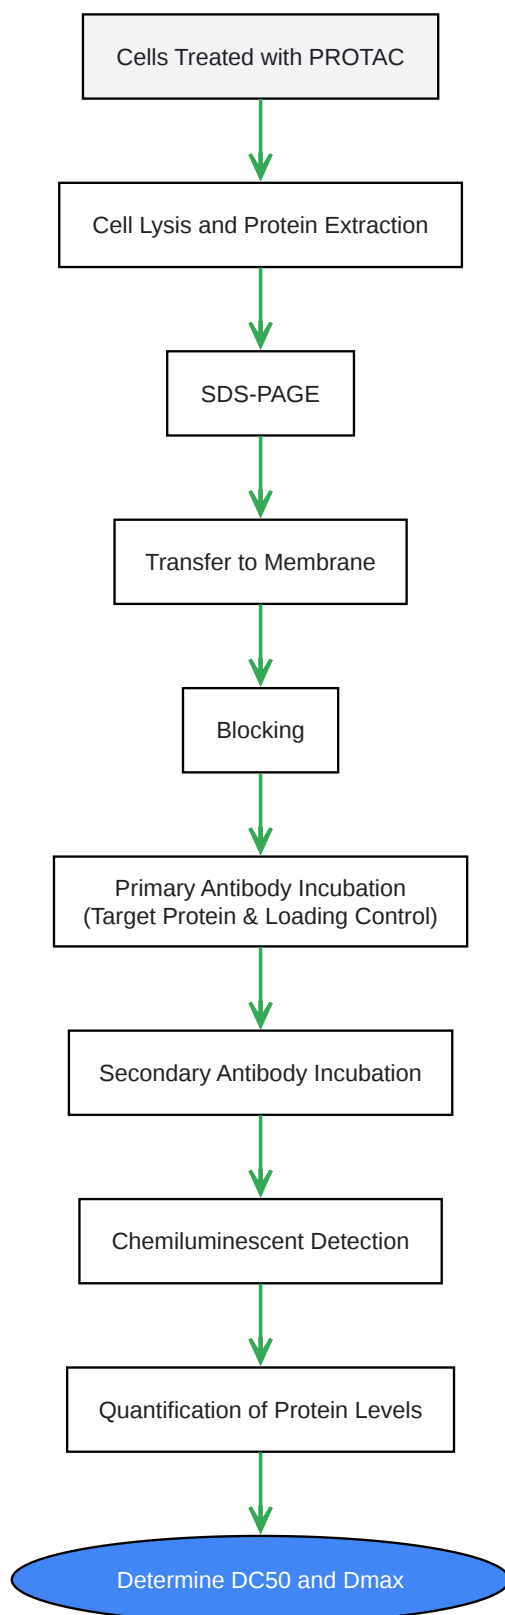 Cells Treated with PROTAC
Cell Lysis and Protein Extraction
SDS-PAGE
Transfer to Membrane
Blocking
Primary Antibody Incubation
(Target Protein & Loading Control)
Secondary Antibody Incubation
Chemiluminescent Detection
Quantification of Protein Levels
Determine DC50 and Dmax